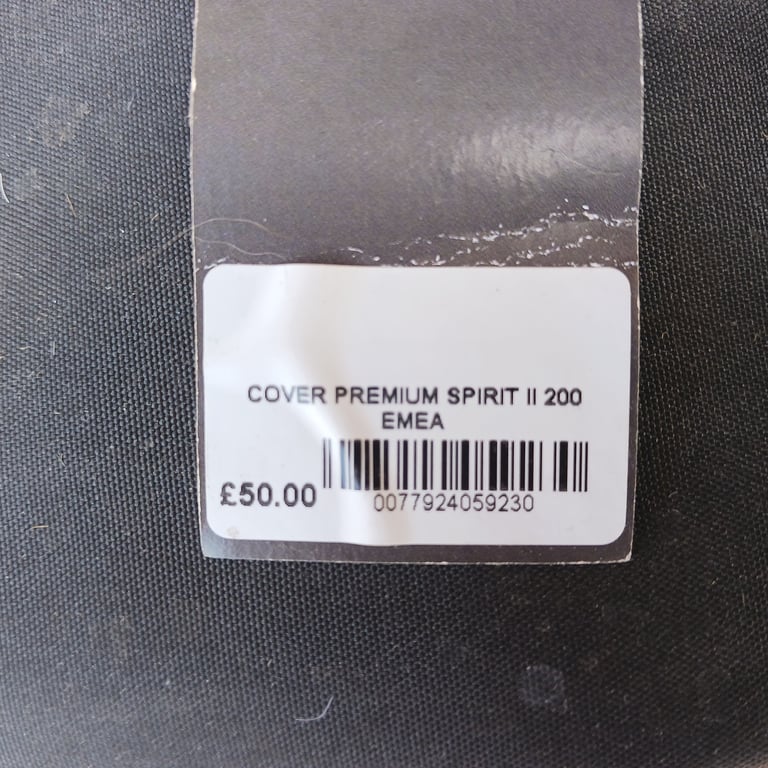 COVER PREMIUM SPIRIT II 200
EMEA
£50.00
0077924059230